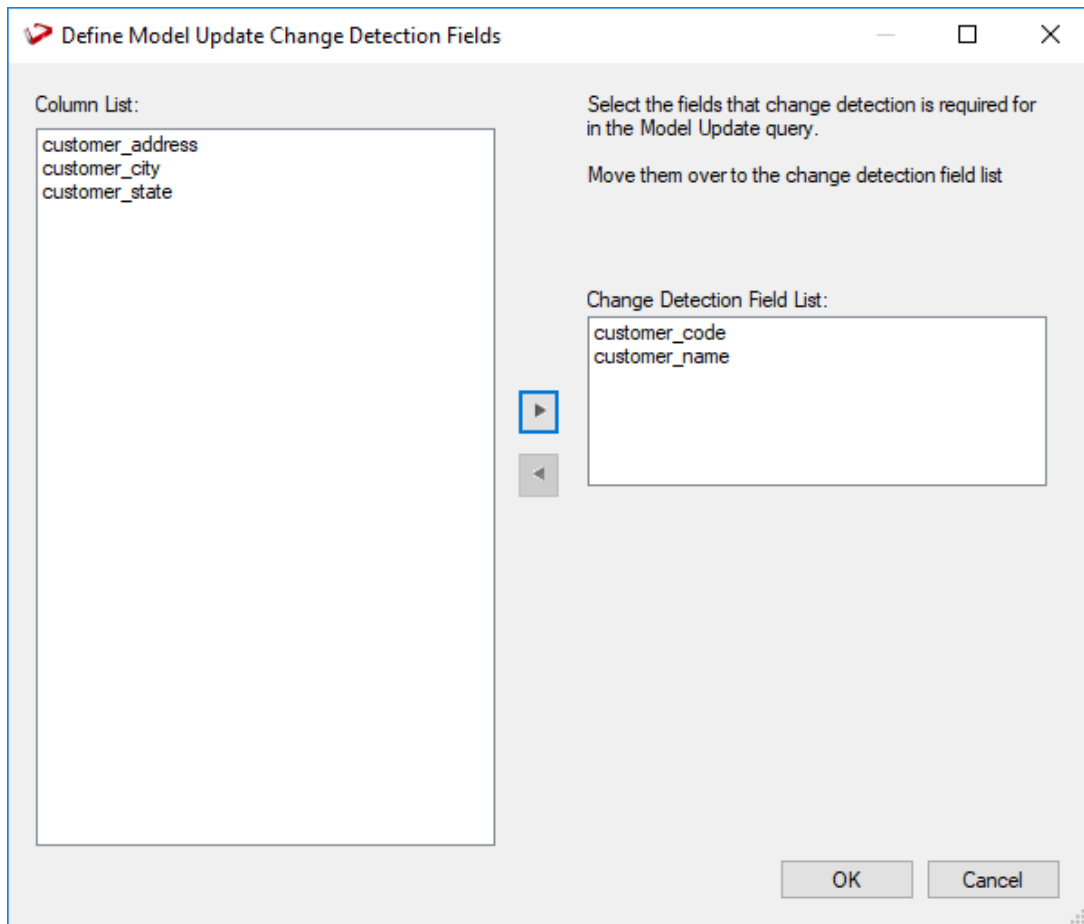 Define Model Update Change Detection Fields
Column List:
customer_address
customer_city
customer_state
Select the fields that change detection is required for
in the Model Update query.
Move them over to the change detection field list
Change Detection Field List:
customer_code
customer_name
OK
Cancel